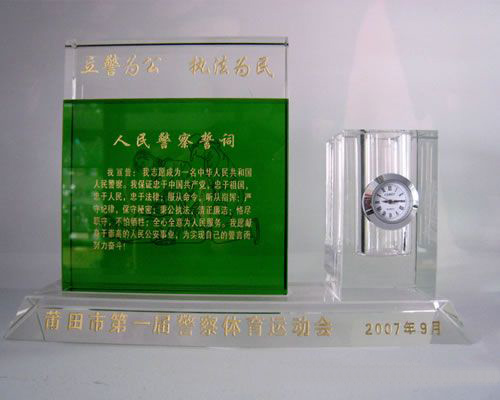 立警为公 执法为民
人民警察誓词
我宣誓：我志愿成为一名中华人民共和国
人民警察。我保证忠于中国共产党，忠于祖国，
忠于人民，忠于法律；服从命令，听从指挥；严
守纪律，保守秘密；秉公执法，清正廉洁；恪尽
职守，不怕牺牲；全心全意为人民服务。我愿献
身于崇高的人民公安事业，为实现自己的誓言而
努力奋斗！
莆田市第一届警察体育运动会 2007年9月